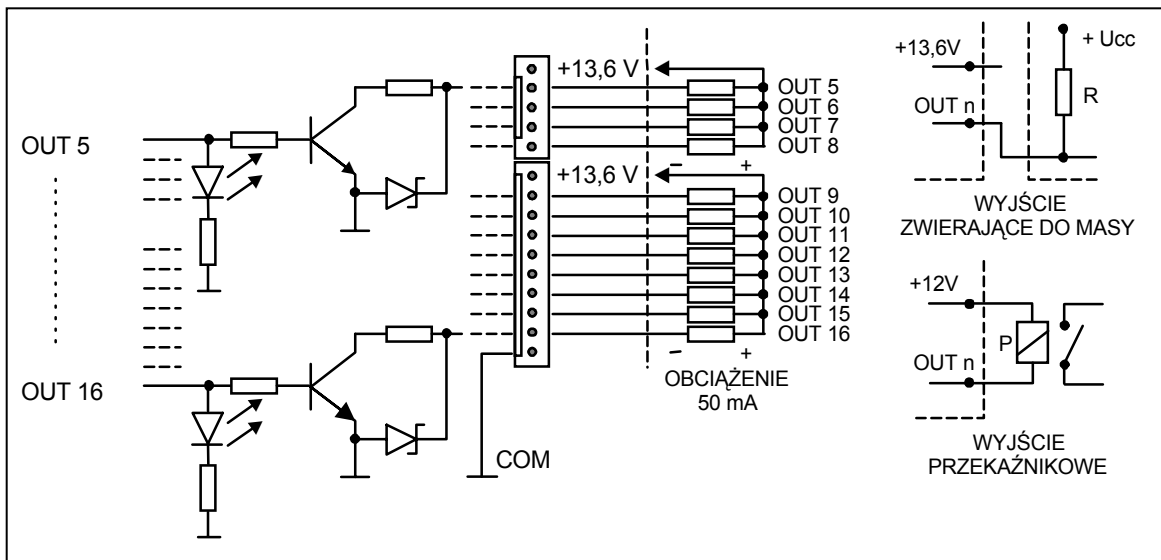 OUT 5
OUT 16
+13,6 V
OUT 5
OUT 6
OUT 7
OUT 8
− +
+13,6 V
OUT 9
OUT 10
OUT 11
OUT 12
OUT 13
OUT 14
OUT 15
OUT 16
− +
OBCIĄŻENIE
50 mA
COM
+13,6V
OUT n
+ Ucc
R
WYJŚCIE
ZWIERAJĄCE DO MASY
+12V
OUT n
P
WYJŚCIE
PRZEKAŹNIKOWE